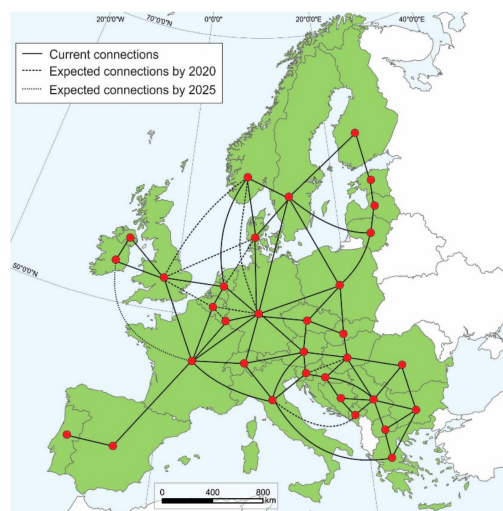 20°0'0"W
70°0'0"N
0°0'0"
20°0'0"E
40°0'0"E
Current connections
Expected connections by 2020
Expected connections by 2025
50°0'0"N
0 400 800
km